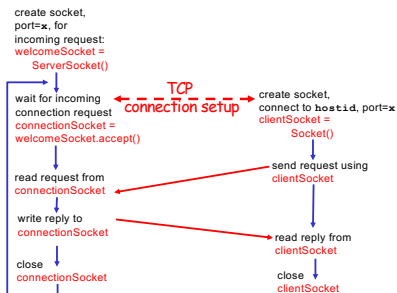 create socket,
port=x, for
incoming request:
welcomeSocket =
ServerSocket()
TCP
connection setup
wait for incoming
connection request
connectionSocket =
welcomeSocket.accept()
create socket,
connect to hostid, port=x
clientSocket =
Socket()
send request using
clientSocket
read request from
connectionSocket
write reply to
connectionSocket
read reply from
clientSocket
close
connectionSocket
close
clientSocket